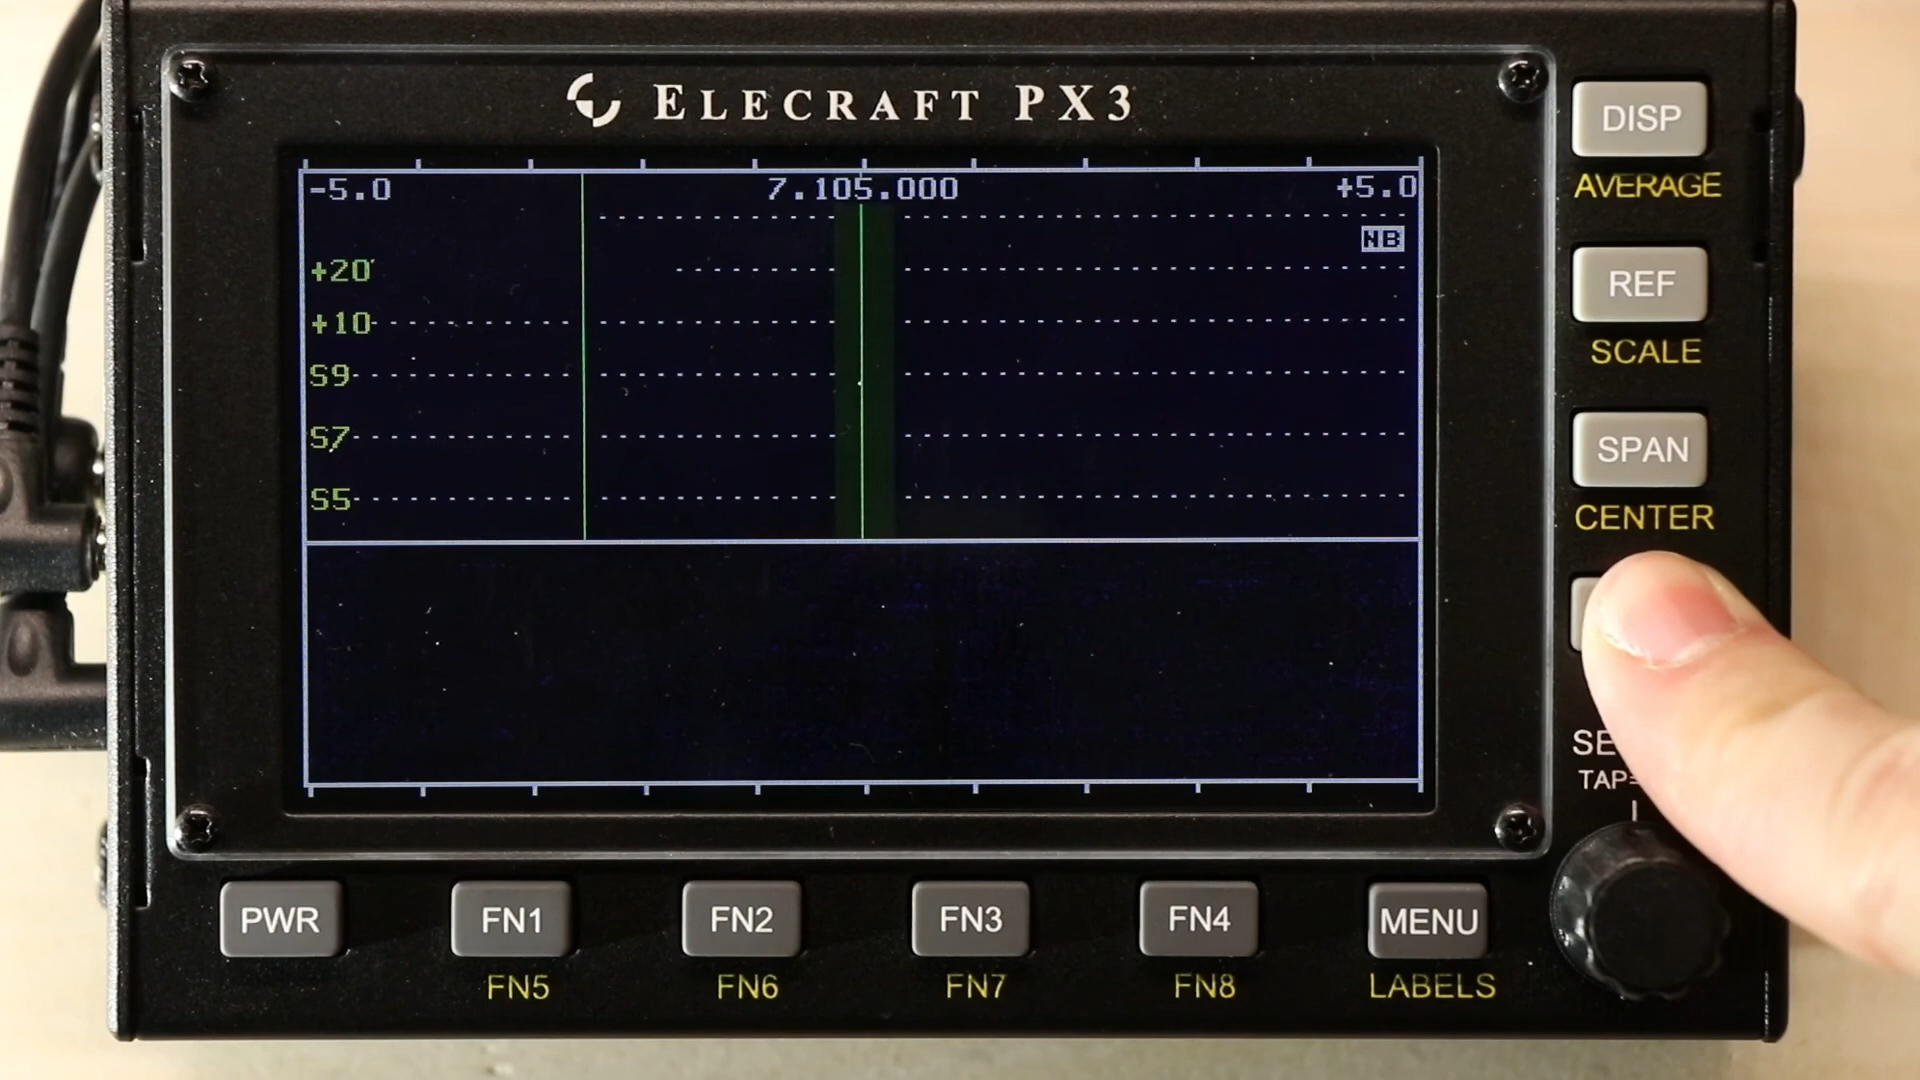 ELECRAFT PX3
-5.0 7.105.000 +5.0
NB
+20
+10
S9
S7
S5
DISP
AVERAGE
REF
SCALE
SPAN
CENTER
PWR
FN1
FN2
FN3
FN4
MENU
FN5
FN6
FN7
FN8
LABELS